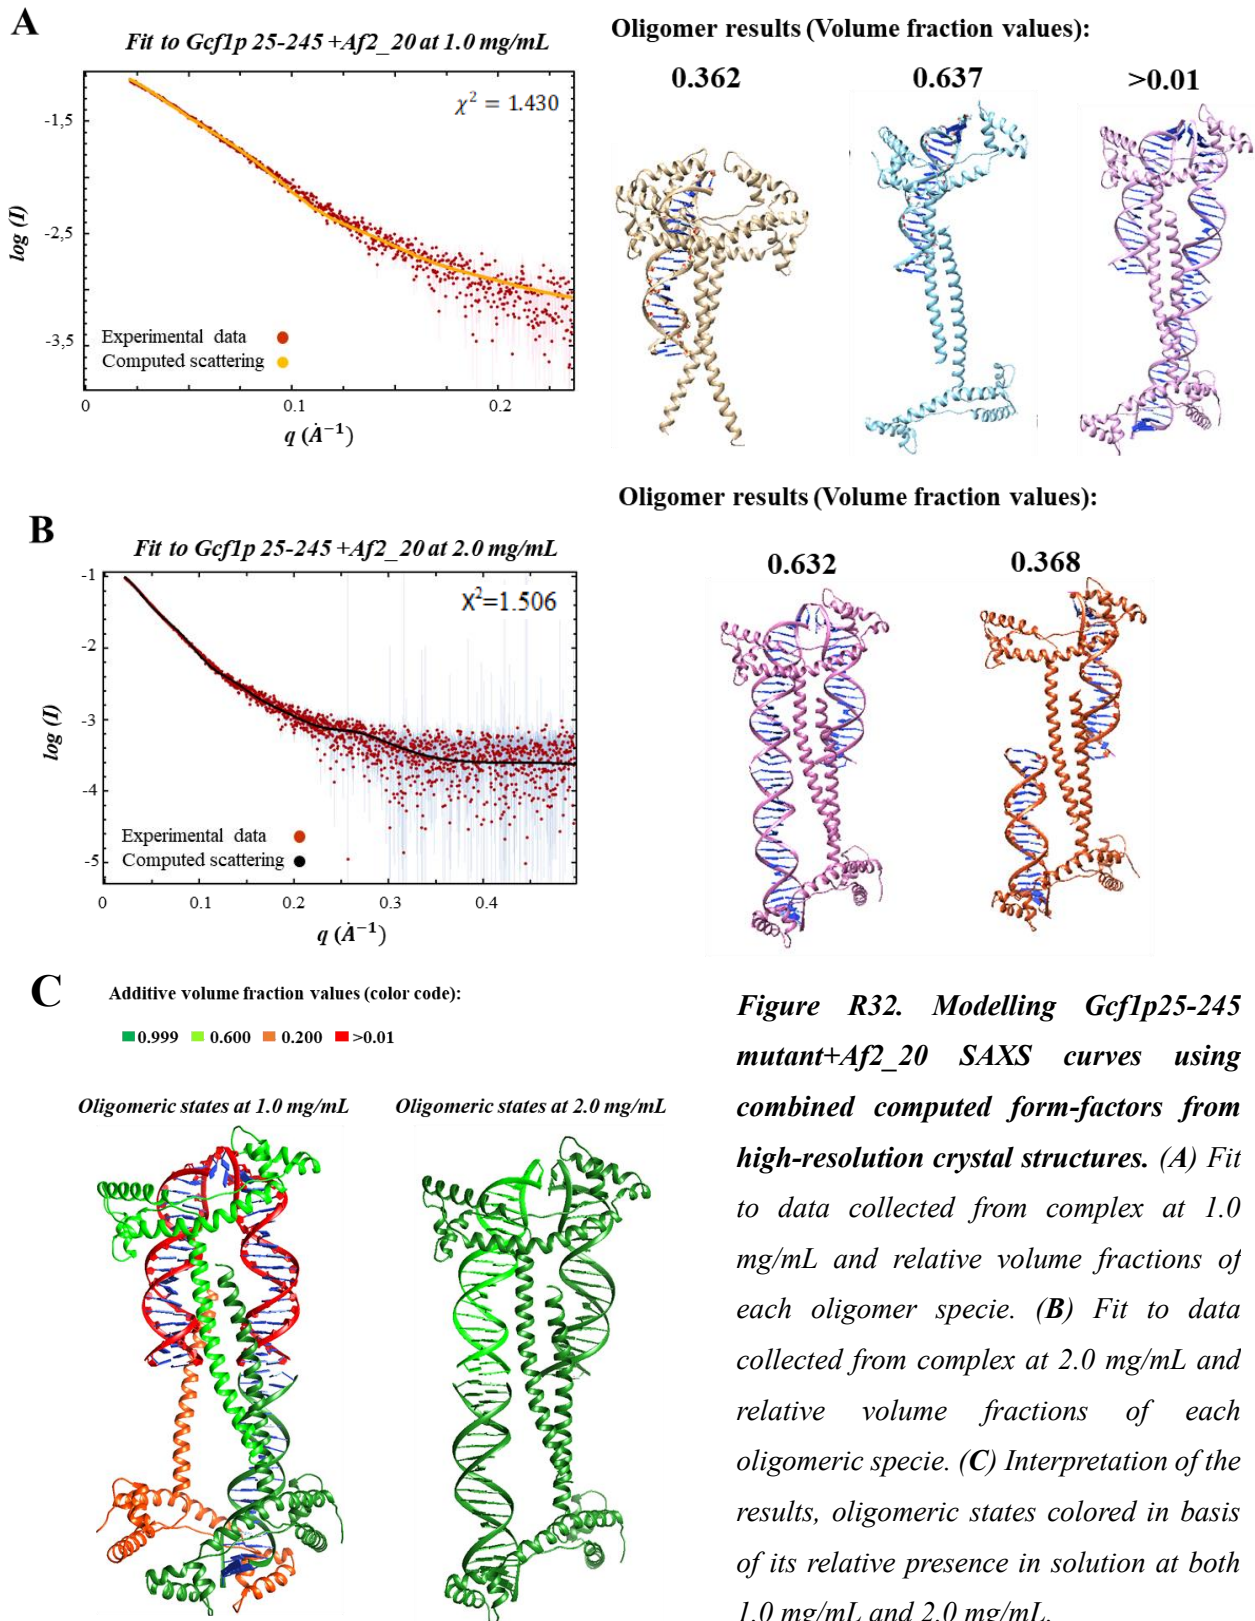 A
Fit to Gcf1p 25-245 +Af2_20 at 1.0 mg/mL
χ² = 1.430
-1,5
-2,5
-3,5
log (I)
Experimental data
Computed scattering
0
0.1
0.2
q (Ȧ⁻¹)
Oligomer results (Volume fraction values):
0.362
0.637
>0.01
B
Fit to Gcf1p 25-245 +Af2_20 at 2.0 mg/mL
X²=1.506
-1
-2
-3
-4
-5
log (I)
Experimental data
Computed scattering
0
0.1
0.2
0.3
0.4
q (Ȧ⁻¹)
Oligomer results (Volume fraction values):
0.632
0.368
C
Additive volume fraction values (color code):
0.999 0.600 0.200 >0.01
Oligomeric states at 1.0 mg/mL
Oligomeric states at 2.0 mg/mL
Figure R32. Modelling Gcf1p25-245
mutant+Af2_20 SAXS curves using
combined computed form-factors from
high-resolution crystal structures. (A) Fit
to data collected from complex at 1.0
mg/mL and relative volume fractions of
each oligomer specie. (B) Fit to data
collected from complex at 2.0 mg/mL and
relative volume fractions of each
oligomeric specie. (C) Interpretation of the
results, oligomeric states colored in basis
of its relative presence in solution at both
1.0 mg/mL and 2.0 mg/mL.